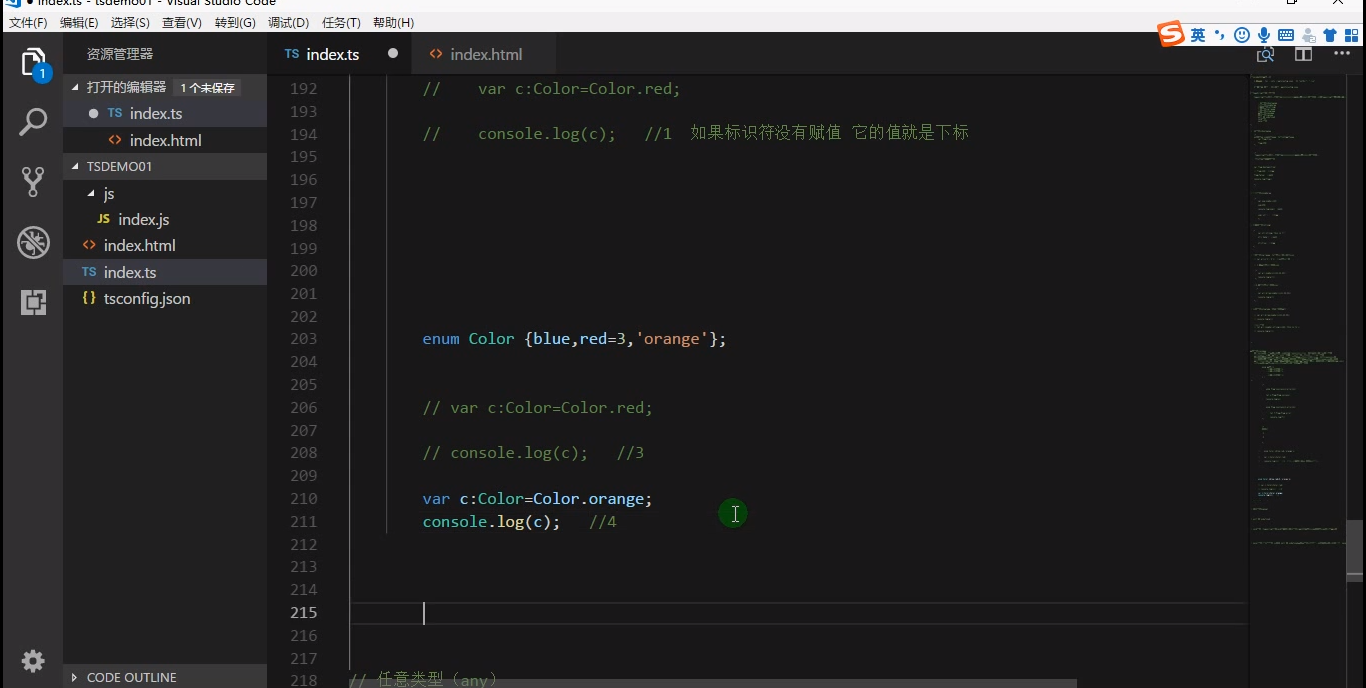 ● index.ts - tsdemo01 - Visual Studio Code
文件(F) 编辑(E) 选择(S) 查看(V) 转到(G) 调试(D) 任务(T) 帮助(H)
英
资源管理器
TS index.ts ● <> index.html
1
打开的编辑器 1 个未保存
● TS index.ts
<> index.html
TSDEMO01
js
JS index.js
<> index.html
TS index.ts
{} tsconfig.json
CODE OUTLINE
192 // var c:Color=Color.red;
193
194 // console.log(c); //1 如果标识符没有赋值 它的值就是下标
195
196
197
198
199
200
201
202
203 enum Color {blue,red=3,'orange'};
204
205
206 // var c:Color=Color.red;
207
208 // console.log(c); //3
209
210 var c:Color=Color.orange;
211 console.log(c); //4
212
213
214
215
216
217
218 // 任意类型（any）